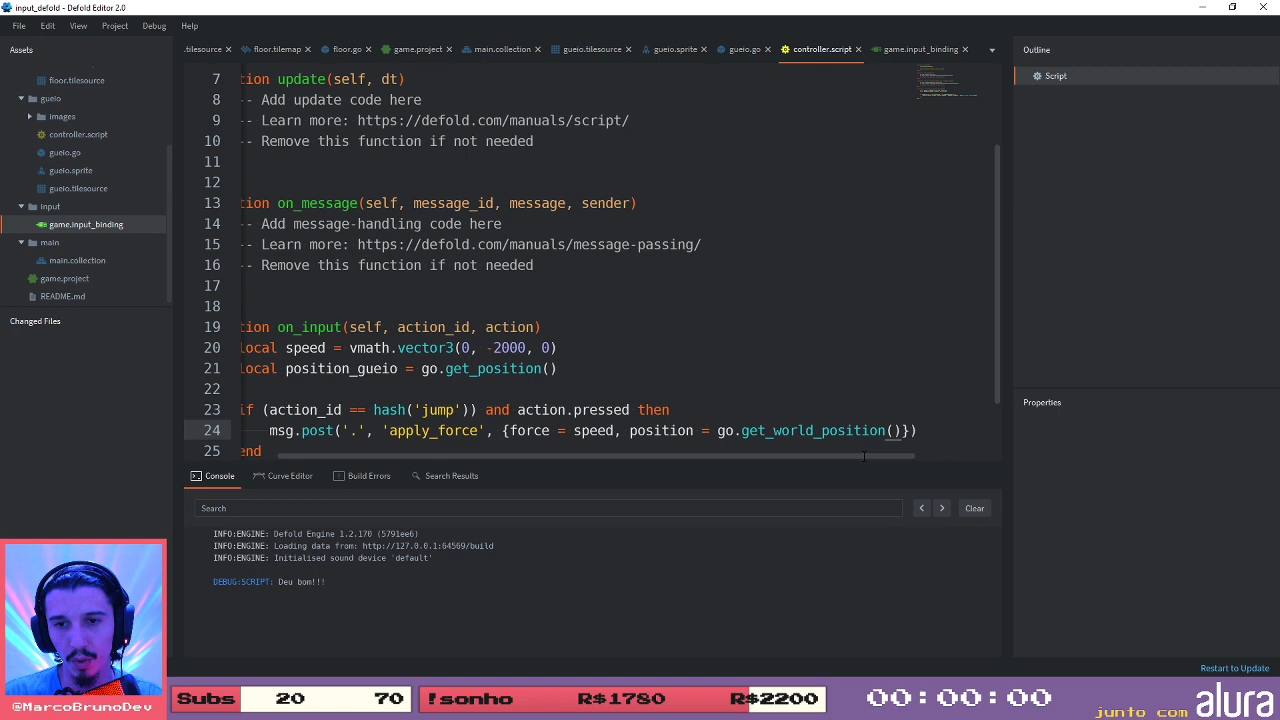 input_defold - Defold Editor 2.0
File Edit View Project Debug Help
Assets
.tilesource floor.tilemap floor.go game.project main.collection gueio.tilesource gueio.sprite gueio.go controller.script game.input_binding
Outline
Script
floor.tilesource
gueio
images
controller.script
gueio.go
gueio.sprite
gueio.tilesource
input
game.input_binding
main
main.collection
game.project
README.md
Changed Files
7 tion update(self, dt)
8 -- Add update code here
9 -- Learn more: https://defold.com/manuals/script/
10 -- Remove this function if not needed
11
12
13 tion on_message(self, message_id, message, sender)
14 -- Add message-handling code here
15 -- Learn more: https://defold.com/manuals/message-passing/
16 -- Remove this function if not needed
17
18
19 tion on_input(self, action_id, action)
20 local speed = vmath.vector3(0, -2000, 0)
21 local position_gueio = go.get_position()
22
23 if (action_id == hash('jump')) and action.pressed then
24 msg.post('.', 'apply_force', {force = speed, position = go.get_world_position()})
25 end
Properties
Console Curve Editor Build Errors Search Results
Search
Clear
INFO:ENGINE: Defold Engine 1.2.170 (5791ee6)
INFO:ENGINE: Loading data from: http://127.0.0.1:64569/build
INFO:ENGINE: Initialised sound device 'default'
DEBUG:SCRIPT: Deu bom!!!
Restart to Update
@MarcoBrunoDev
Subs 20 70
!sonho R$1780 R$2200
00:00:00
junto com alura